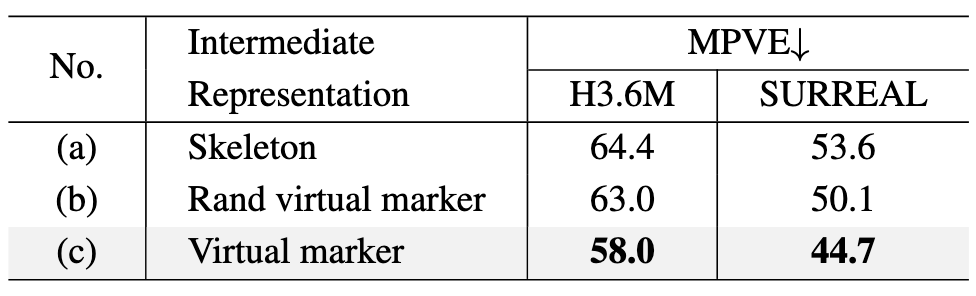 No. Intermediate Representation MPVE↓
H3.6M SURREAL
(a) Skeleton 64.4 53.6
(b) Rand virtual marker 63.0 50.1
(c) Virtual marker 58.0 44.7